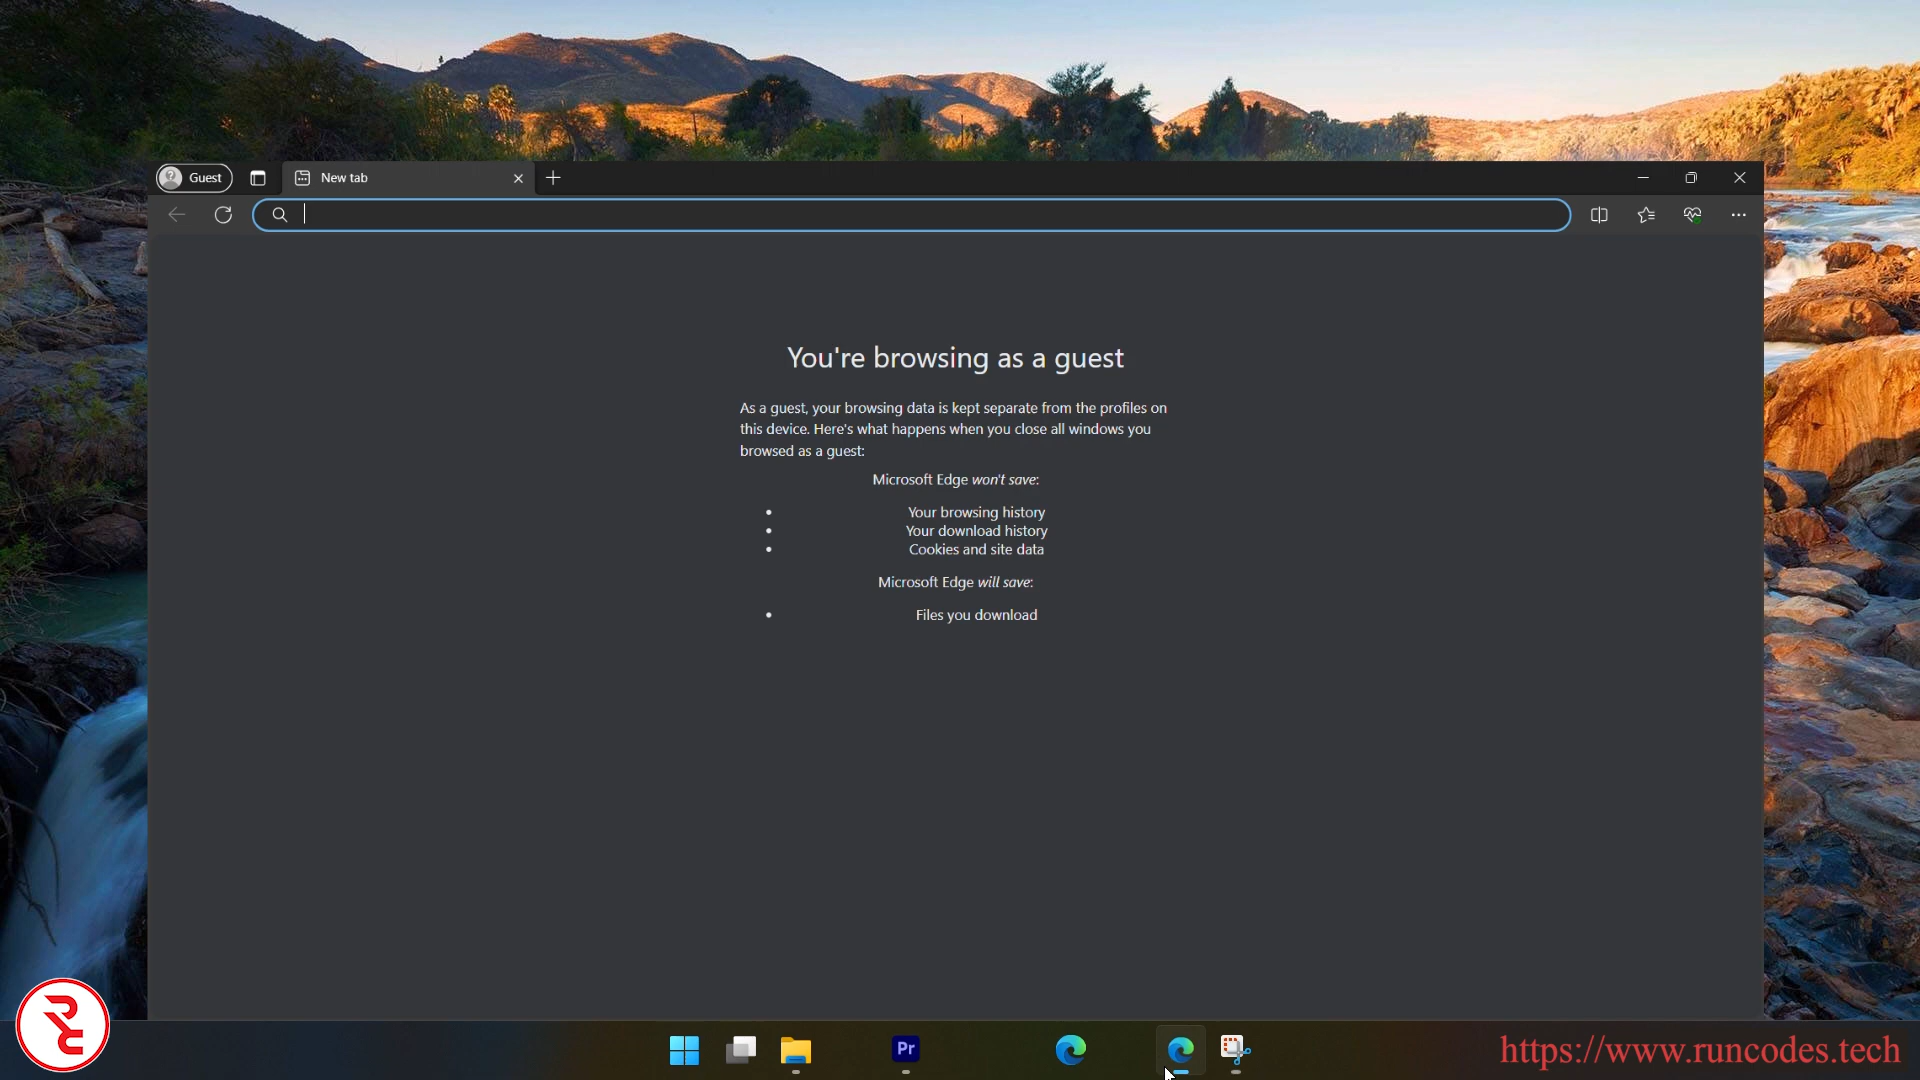 Guest
New tab
You're browsing as a guest
As a guest, your browsing data is kept separate from the profiles on
this device. Here's what happens when you close all windows you
browsed as a guest:
Microsoft Edge won't save:
Your browsing history
Your download history
Cookies and site data
Microsoft Edge will save:
Files you download
Pr
https://www.runcodes.tech